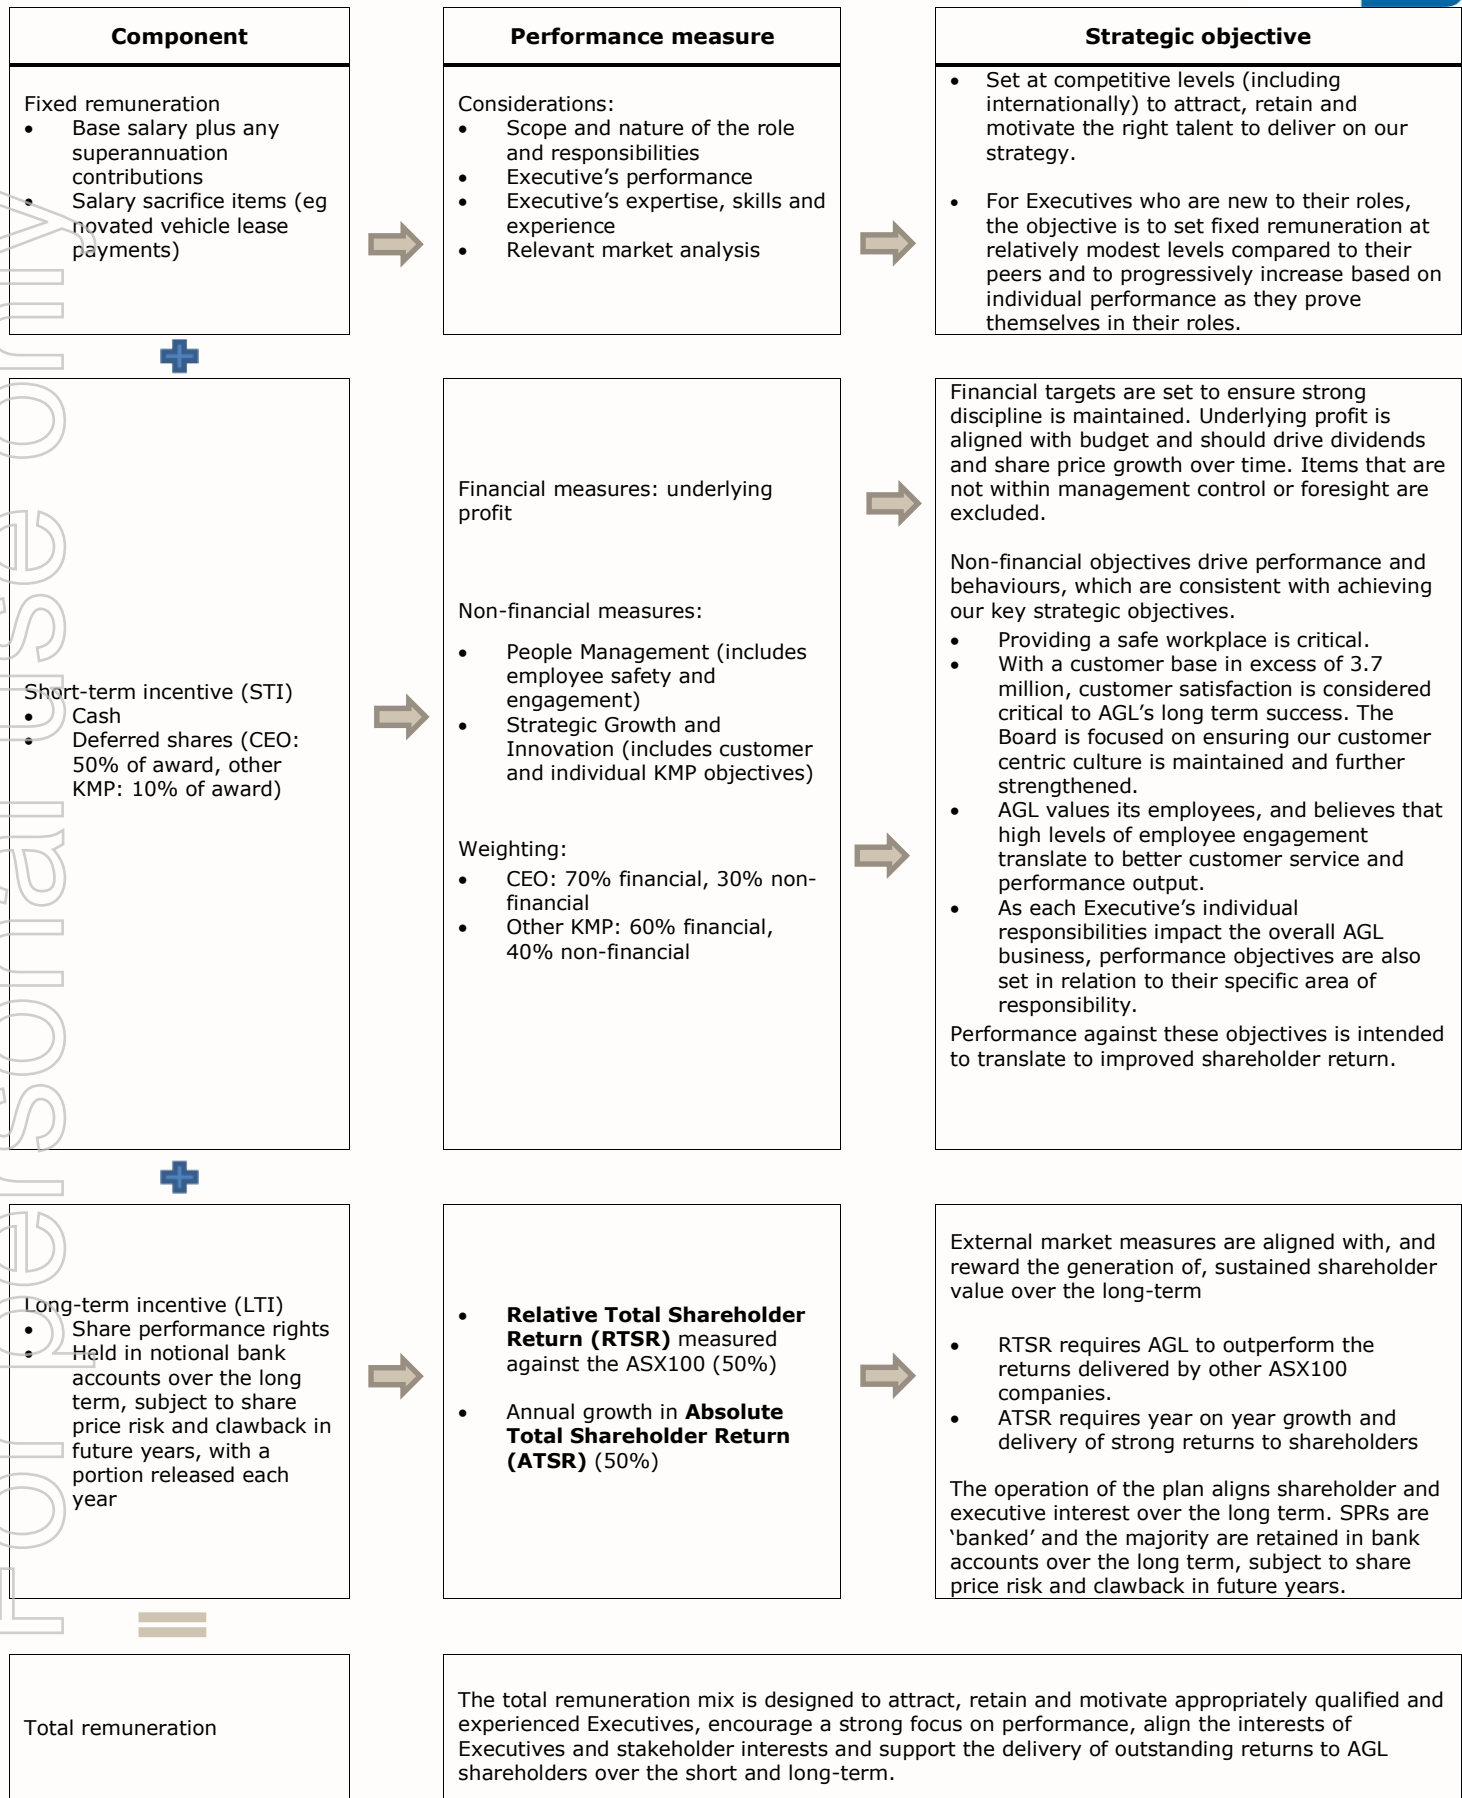 Component
Performance measure
Strategic objective
Fixed remuneration
• Base salary plus any
superannuation
contributions
• Salary sacrifice items (eg
novated vehicle lease
payments)
Considerations:
• Scope and nature of the role
and responsibilities
• Executive's performance
• Executive's expertise, skills and
experience
• Relevant market analysis
• Set at competitive levels (including
internationally) to attract, retain and
motivate the right talent to deliver on our
strategy.
• For Executives who are new to their roles,
the objective is to set fixed remuneration at
relatively modest levels compared to their
peers and to progressively increase based on
individual performance as they prove
themselves in their roles.
Short-term incentive (STI)
• Cash
• Deferred shares (CEO:
50% of award, other
KMP: 10% of award)
Financial measures: underlying
profit
Non-financial measures:
• People Management (includes
employee safety and
engagement)
• Strategic Growth and
Innovation (includes customer
and individual KMP objectives)
Weighting:
• CEO: 70% financial, 30% non-
financial
• Other KMP: 60% financial,
40% non-financial
Financial targets are set to ensure strong
discipline is maintained. Underlying profit is
aligned with budget and should drive dividends
and share price growth over time. Items that are
not within management control or foresight are
excluded.
Non-financial objectives drive performance and
behaviours, which are consistent with achieving
our key strategic objectives.
• Providing a safe workplace is critical.
• With a customer base in excess of 3.7
million, customer satisfaction is considered
critical to AGL's long term success. The
Board is focused on ensuring our customer
centric culture is maintained and further
strengthened.
• AGL values its employees, and believes that
high levels of employee engagement
translate to better customer service and
performance output.
• As each Executive's individual
responsibilities impact the overall AGL
business, performance objectives are also
set in relation to their specific area of
responsibility.
Performance against these objectives is intended
to translate to improved shareholder return.
Long-term incentive (LTI)
• Share performance rights
• Held in notional bank
accounts over the long
term, subject to share
price risk and clawback in
future years, with a
portion released each
year
• Relative Total Shareholder
Return (RTSR) measured
against the ASX100 (50%)
• Annual growth in Absolute
Total Shareholder Return
(ATSR) (50%)
External market measures are aligned with, and
reward the generation of, sustained shareholder
value over the long-term
• RTSR requires AGL to outperform the
returns delivered by other ASX100
companies.
• ATSR requires year on year growth and
delivery of strong returns to shareholders
The operation of the plan aligns shareholder and
executive interest over the long term. SPRs are
‘banked’ and the majority are retained in bank
accounts over the long term, subject to share
price risk and clawback in future years.
Total remuneration
The total remuneration mix is designed to attract, retain and motivate appropriately qualified and
experienced Executives, encourage a strong focus on performance, align the interests of
Executives and stakeholder interests and support the delivery of outstanding returns to AGL
shareholders over the short and long-term.
For personal use only